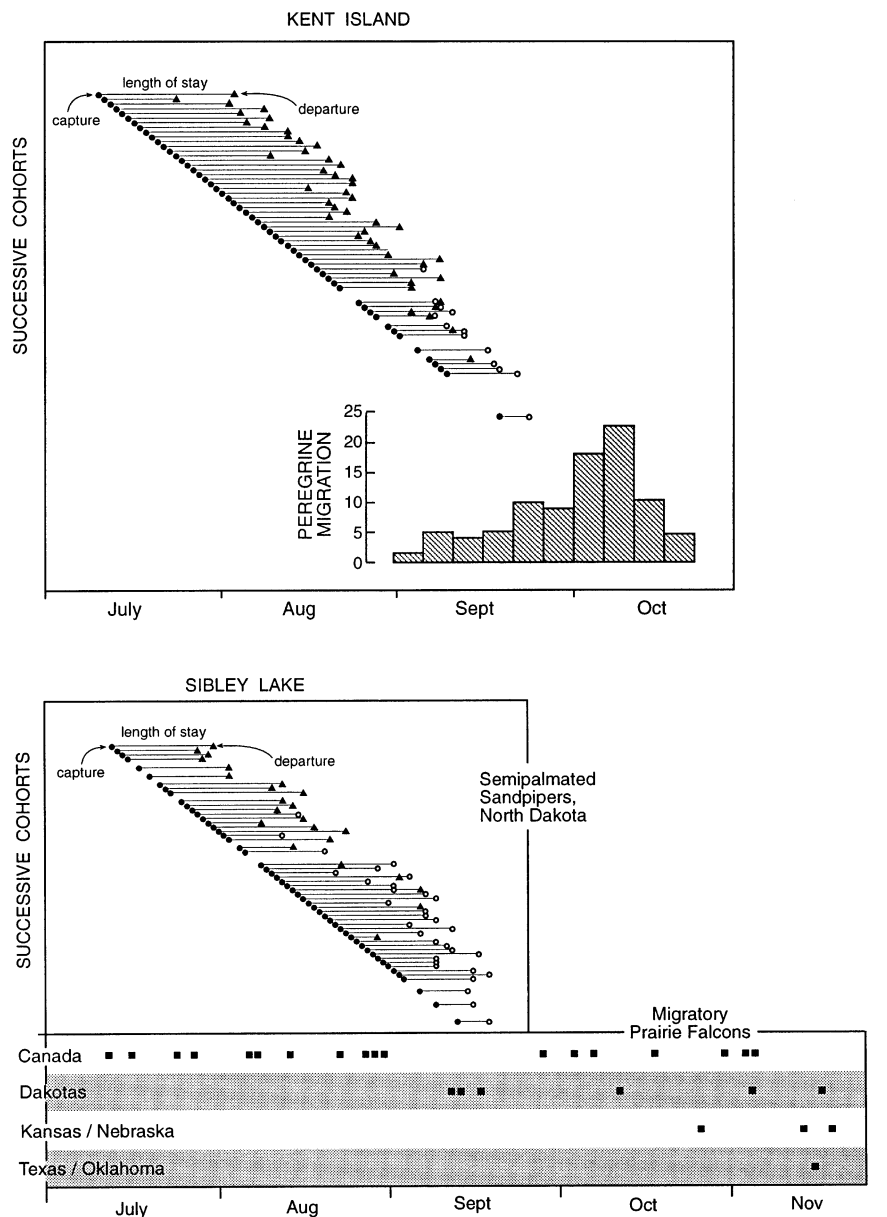 KENT ISLAND
SUCCESSIVE COHORTS
length of stay
capture
departure
PEREGRINE
MIGRATION
25
20
15
10
5
0
July
Aug
Sept
Oct
SIBLEY LAKE
SUCCESSIVE COHORTS
length of stay
capture
departure
Semipalmated
Sandpipers,
North Dakota
Migratory
Prairie Falcons
Canada
Dakotas
Kansas / Nebraska
Texas / Oklahoma
July
Aug
Sept
Oct
Nov